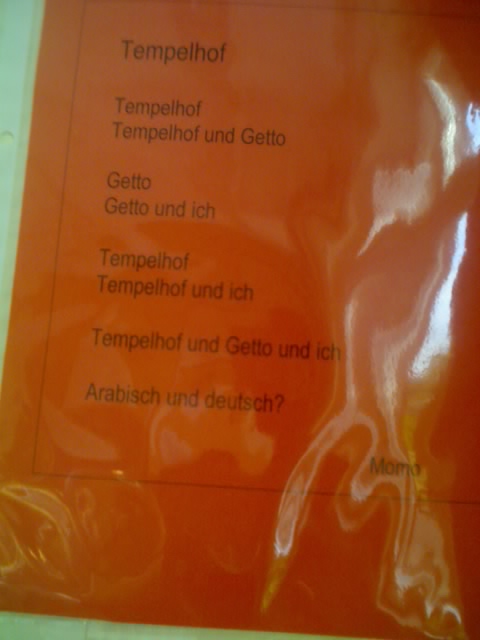 Tempelhof
Tempelhof
Tempelhof und Getto
Getto
Getto und ich
Tempelhof
Tempelhof und ich
Tempelhof und Getto und ich
Arabisch und deutsch?
Momo